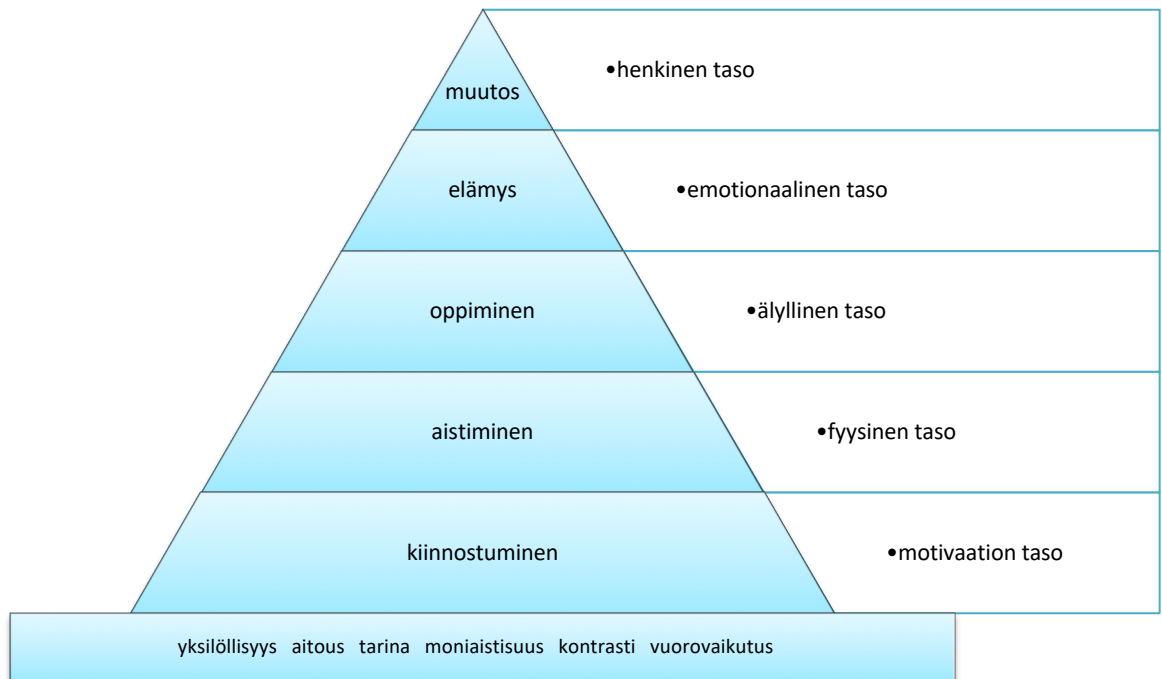 muutos
•henkinen taso
elämys
•emotionaalinen taso
oppiminen
•älyllinen taso
aistiminen
•fyysinen taso
kiinnostuminen
•motivaation taso
yksilöllisyys aitous tarina moniaistisuus kontrasti vuorovaikutus